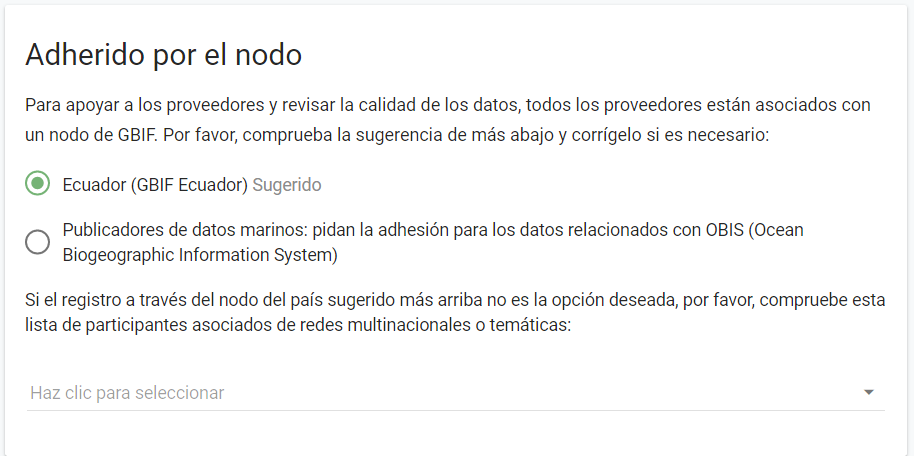 Adherido por el nodo
Para apoyar a los proveedores y revisar la calidad de los datos, todos los proveedores están asociados con
un nodo de GBIF. Por favor, comprueba la sugerencia de más abajo y corrígelo si es necesario:
Ecuador (GBIF Ecuador) Sugerido
Publicadores de datos marinos: pidan la adhesión para los datos relacionados con OBIS (Ocean
Biogeographic Information System)
Si el registro a través del nodo del país sugerido más arriba no es la opción deseada, por favor, compruebe esta
lista de participantes asociados de redes multinacionales o temáticas:
Haz clic para seleccionar